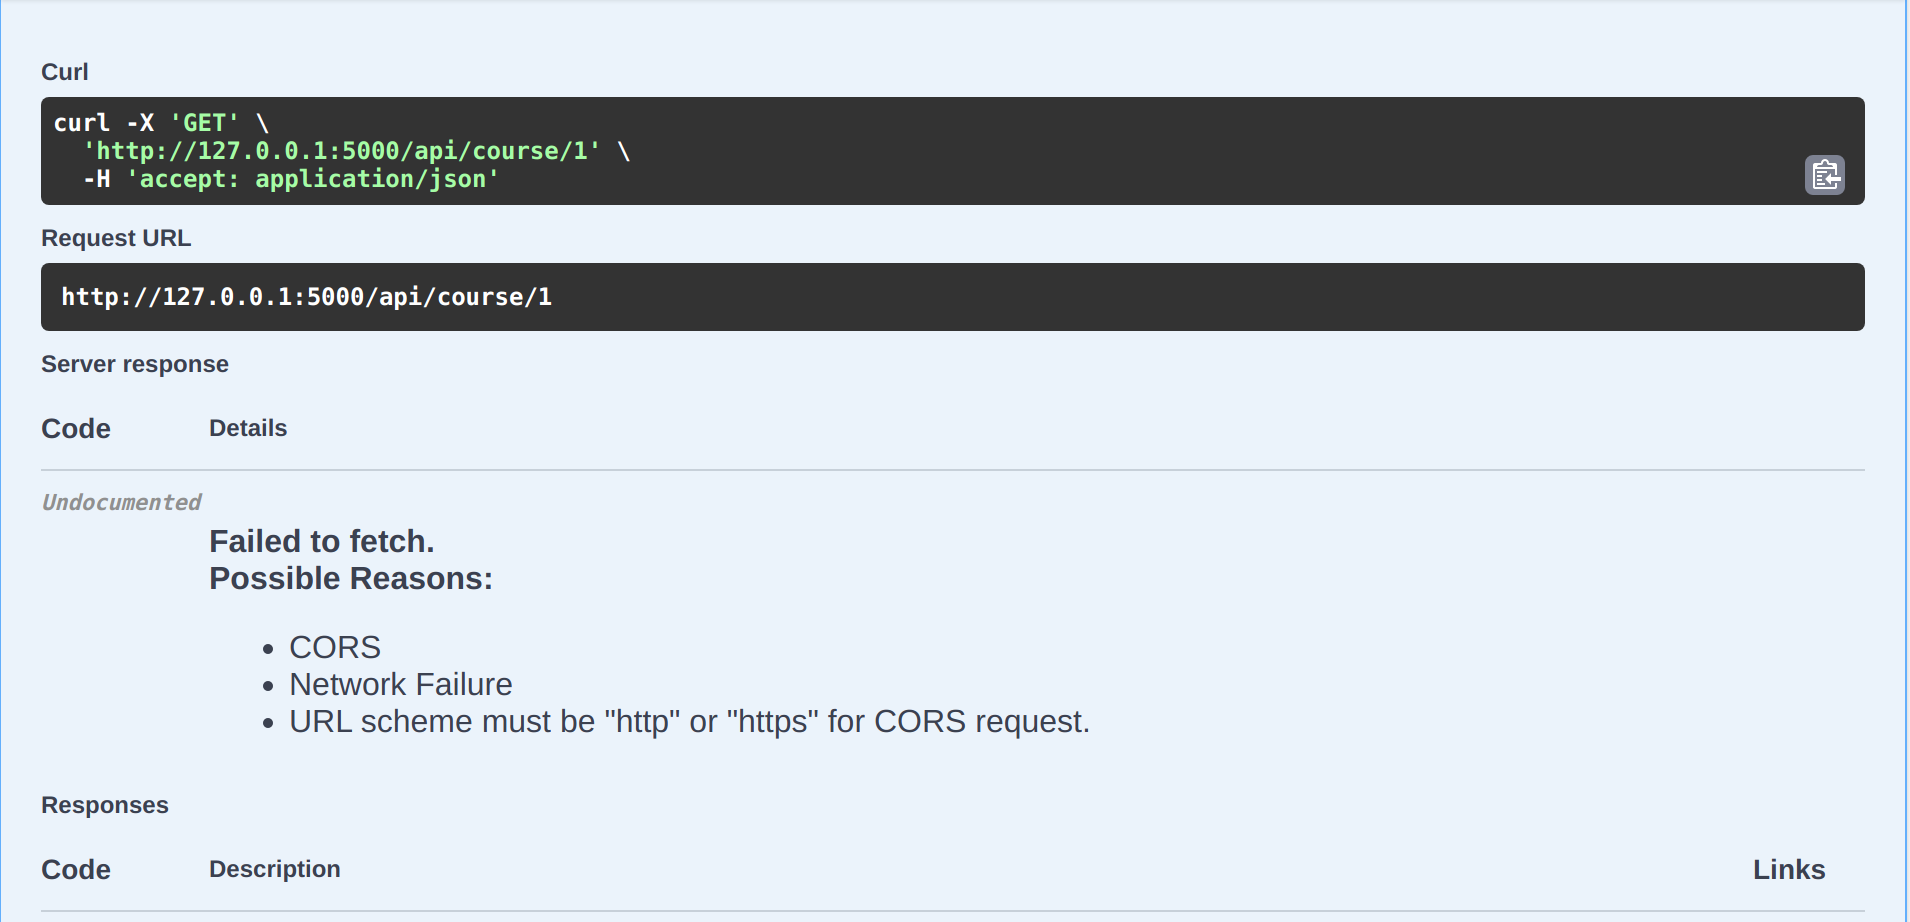 Curl
curl -X 'GET' \
'http://127.0.0.1:5000/api/course/1' \
-H 'accept: application/json'
Request URL
http://127.0.0.1:5000/api/course/1
Server response
Code Details
Undocumented
Failed to fetch.
Possible Reasons:
• CORS
• Network Failure
• URL scheme must be "http" or "https" for CORS request.
Responses
Code Description Links